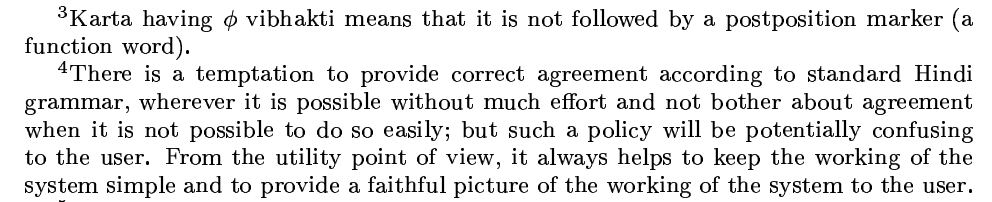 ³Karta having ϕ vibhakti means that it is not followed by a postposition marker (a
function word).
⁴There is a temptation to provide correct agreement according to standard Hindi
grammar, wherever it is possible without much effort and not bother about agreement
when it is not possible to do so easily; but such a policy will be potentially confusing
to the user. From the utility point of view, it always helps to keep the working of the
system simple and to provide a faithful picture of the working of the system to the user.